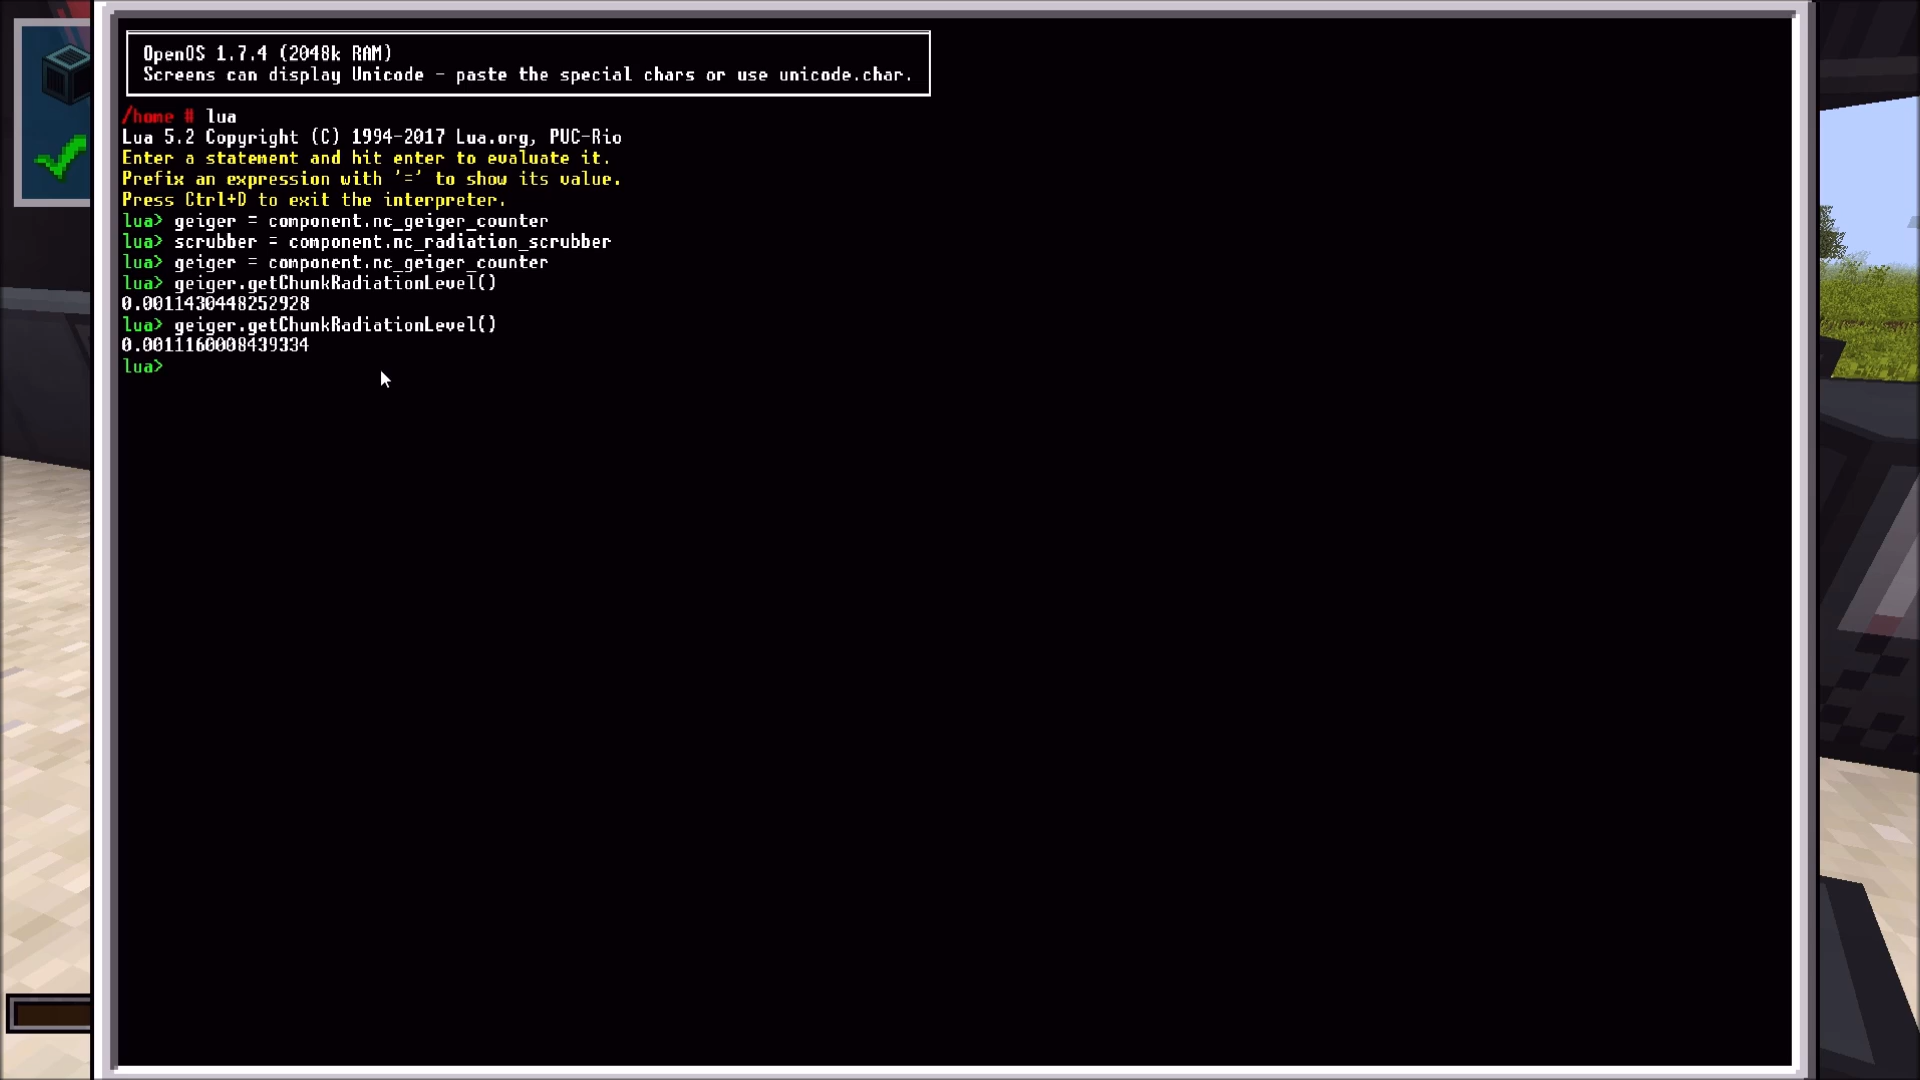 OpenOS 1.7.4 (2048k RAM)
Screens can display Unicode - paste the special chars or use unicode.char.
/home # lua
Lua 5.2 Copyright (C) 1994-2017 Lua.org, PUC-Rio
Enter a statement and hit enter to evaluate it.
Prefix an expression with '=' to show its value.
Press Ctrl+D to exit the interpreter.
lua> geiger = component.nc_geiger_counter
lua> scrubber = component.nc_radiation_scrubber
lua> geiger = component.nc_geiger_counter
lua> geiger.getChunkRadiationLevel()
0.0011430448252928
lua> geiger.getChunkRadiationLevel()
0.0011160008439334
lua>